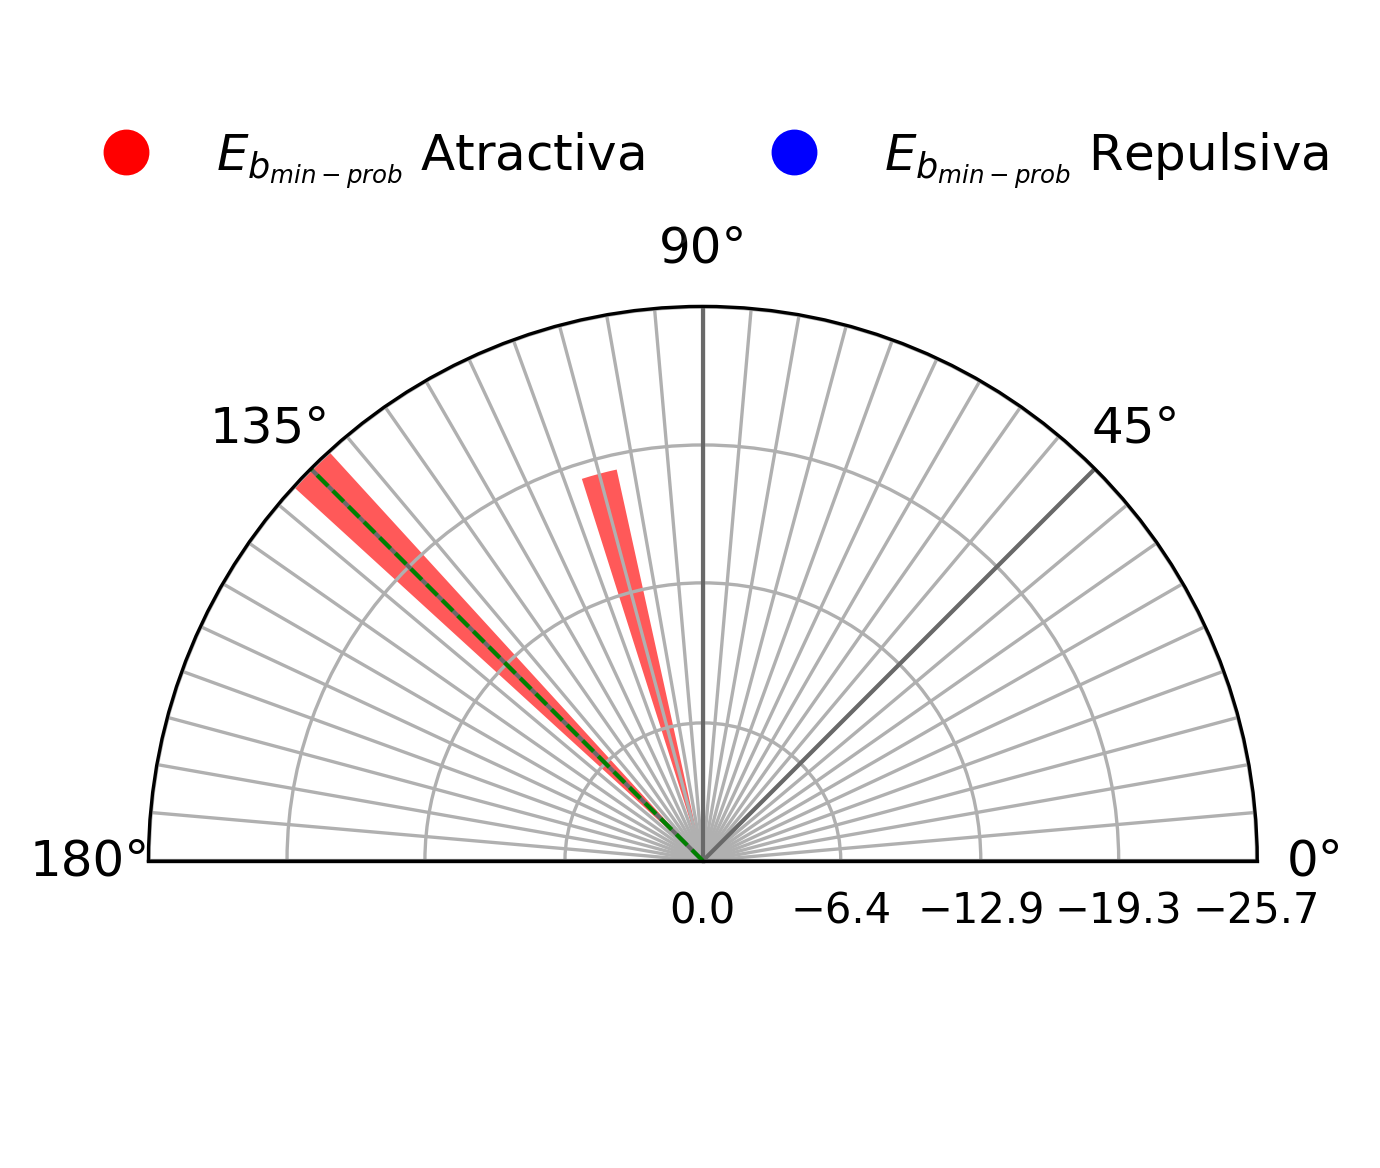 E_{b_{min-prob}} Atractiva E_{b_{min-prob}} Repulsiva
90°
135° 45°
180° 0°
0.0 −6.4 −12.9 −19.3 −25.7